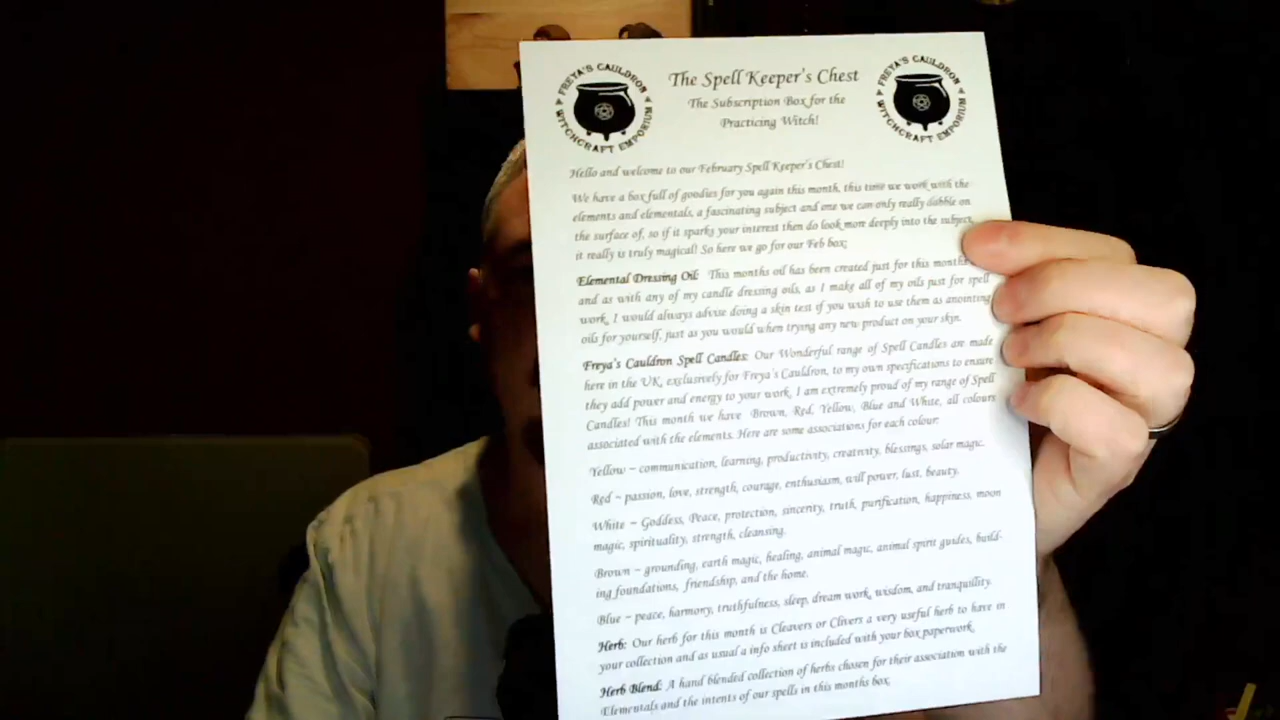 FREYA'S CAULDRON
WITCHCRAFT EMPORIUM
The Spell Keeper's Chest
The Subscription Box for the
Practicing Witch!
FREYA'S CAULDRON
WITCHCRAFT EMPORIUM
Hello and welcome to our February Spell Keeper's Chest!
We have a box full of goodies for you again this month, this time we work with the
elements and elementals, a fascinating subject and one we can only really dabble on
the surface of, so if it sparks your interest then do look more deeply into the subject,
it really is truly magical! So here we go for our Feb box;
Elemental Dressing Oil: This months oil has been created just for this months
and as with any of my candle dressing oils, as I make all of my oils just for spell
work, I would always advise doing a skin test if you wish to use them as anointing
oils for yourself, just as you would when trying any new product on your skin.
Freya's Cauldron Spell Candles: Our Wonderful range of Spell Candles are made
here in the UK, exclusively for Freya's Cauldron, to my own specifications to ensure
they add power and energy to your work, I am extremely proud of my range of Spell
Candles! This month we have Brown, Red, Yellow, Blue and White, all colours
associated with the elements. Here are some associations for each colour:
Yellow ~ communication, learning, productivity, creativity, blessings, solar magic.
Red ~ passion, love, strength, courage, enthusiasm, will power, lust, beauty.
White ~ Goddess, Peace, protection, sincerity, truth, purification, happiness, moon
magic, spirituality, strength, cleansing.
Brown ~ grounding, earth magic, healing, animal magic, animal spirit guides, build-
ing foundations, friendship, and the home.
Blue ~ peace, harmony, truthfulness, sleep, dream work, wisdom, and tranquillity.
Herb: Our herb for this month is Cleavers or Clivers a very useful herb to have in
your collection and as usual a info sheet is included with your box paperwork.
Herb Blend: A hand blended collection of herbs chosen for their association with the
Elementals and the intents of our spells in this months box.